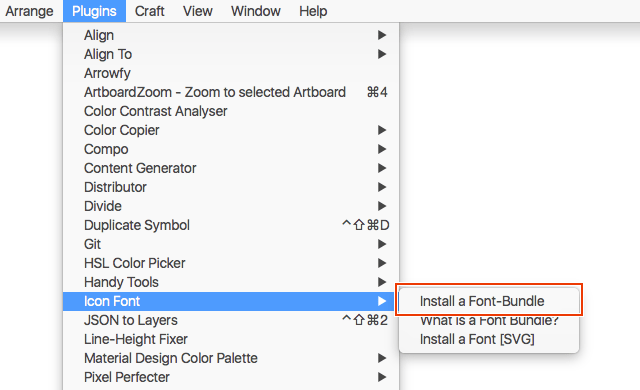 Arrange Plugins Craft View Window Help
Align ▶
Align To ▶
Arrowfy
ArtboardZoom - Zoom to selected Artboard ⌘4
Color Contrast Analyser
Color Copier ▶
Compo ▶
Content Generator ▶
Distributor ▶
Divide ▶
Duplicate Symbol ^⇧⌘D
Git ▶
HSL Color Picker ▶
Handy Tools ▶
Icon Font ▶
Install a Font-Bundle
JSON to Layers ^⇧⌘2
What is a Font Bundle?
Line-Height Fixer
Install a Font [SVG]
Material Design Color Palette ▶
Pixel Perfecter ▶